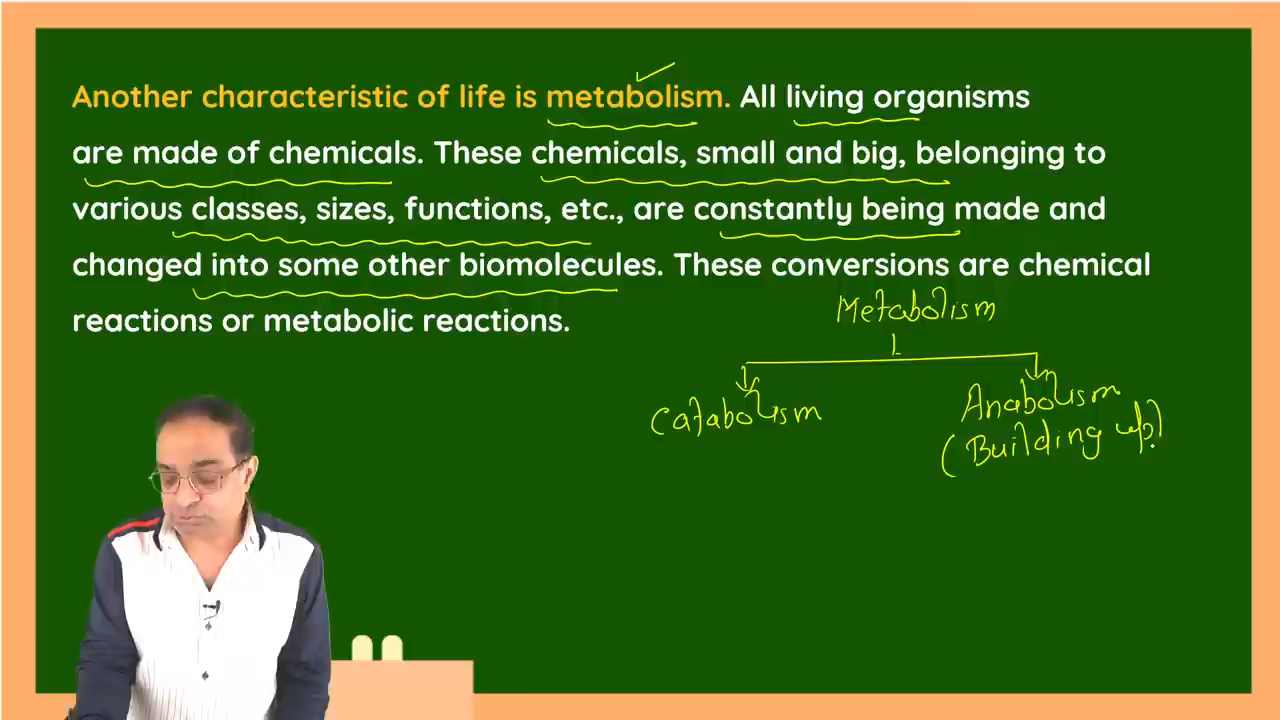 Another characteristic of life is metabolism. All living organisms
are made of chemicals. These chemicals, small and big, belonging to
various classes, sizes, functions, etc., are constantly being made and
changed into some other biomolecules. These conversions are chemical
reactions or metabolic reactions.
Metabolism
Catabolism
Anabolism
(Building up)